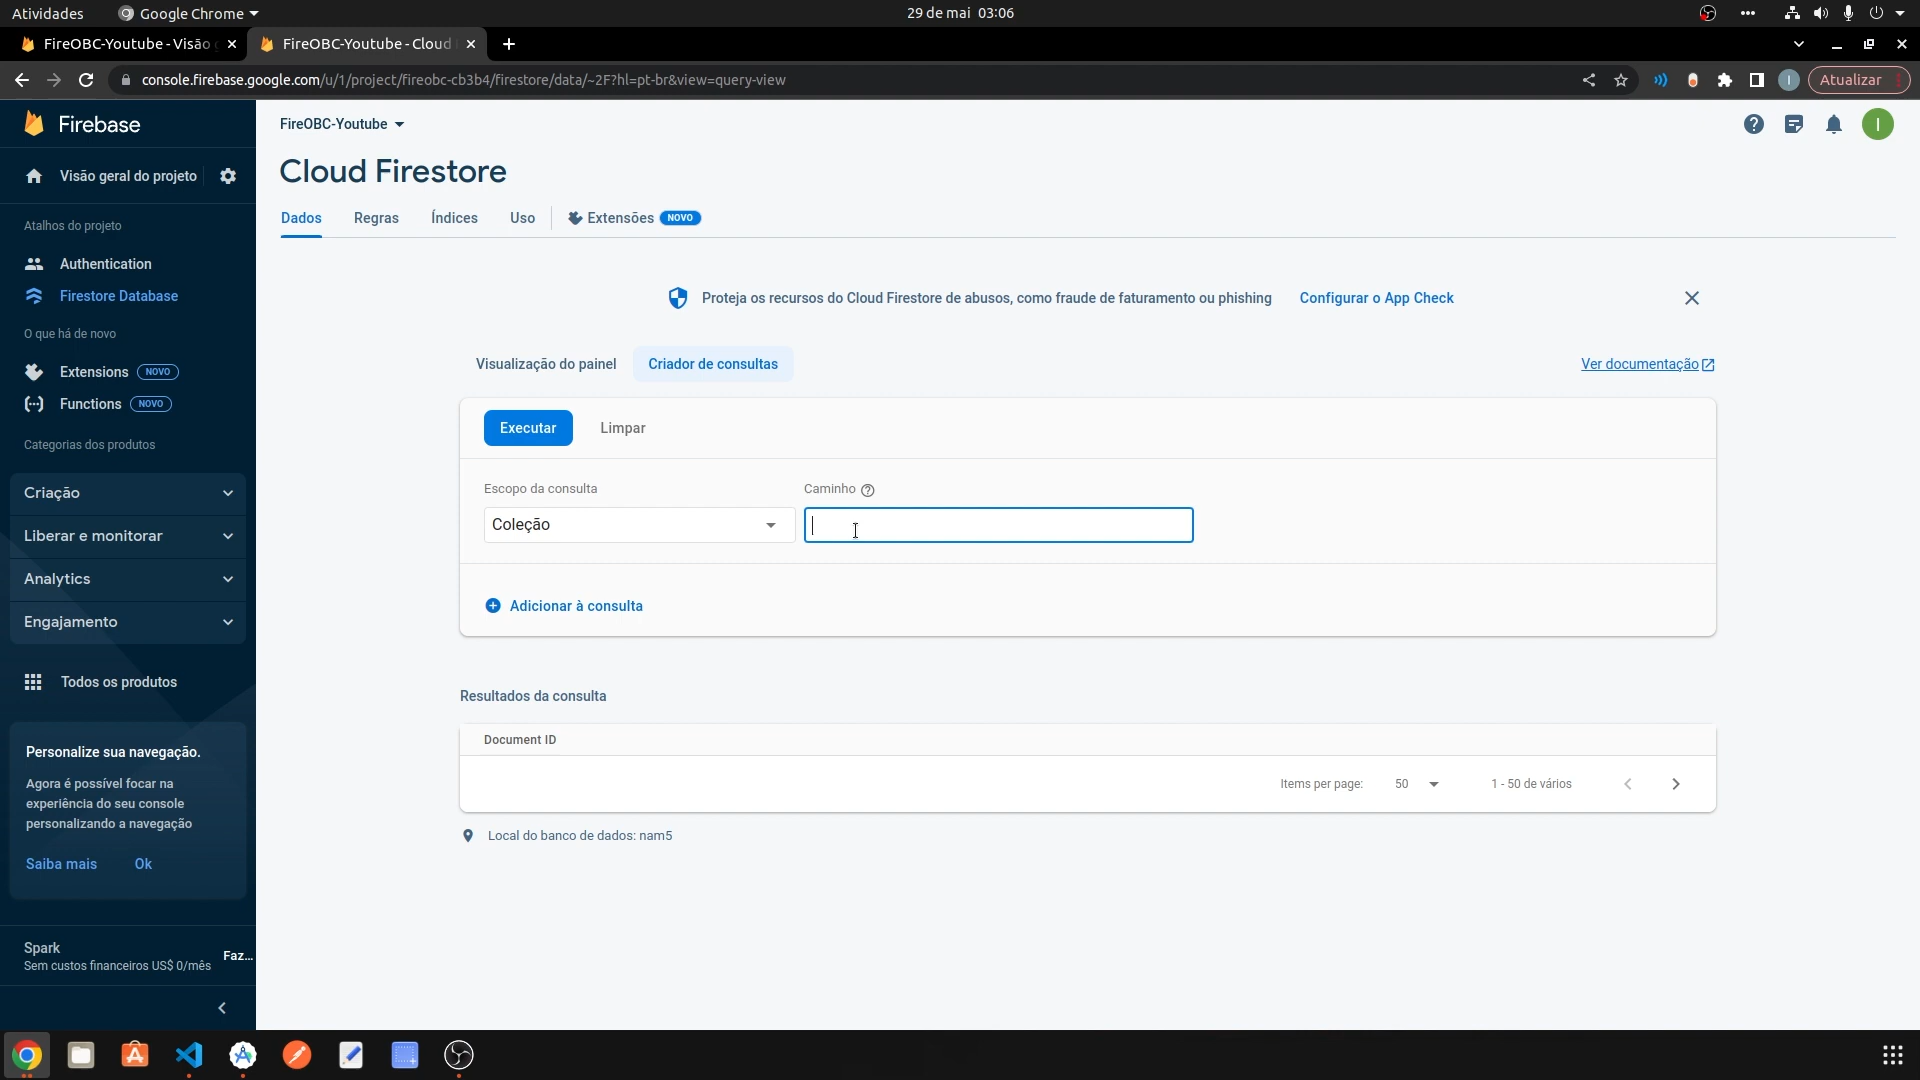 Atividades
Google Chrome
29 de mai 03:06
FireOBC-Youtube - Visão
FireOBC-Youtube - Cloud
console.firebase.google.com/u/1/project/fireobc-cb3b4/firestore/data/~2F?hl=pt-br&view=query-view
I
Atualizar
Firebase
FireOBC-Youtube
I
Cloud Firestore
Visão geral do projeto
Dados
Regras
Índices
Uso
Extensões
NOVO
Atalhos do projeto
Authentication
Firestore Database
Proteja os recursos do Cloud Firestore de abusos, como fraude de faturamento ou phishing
Configurar o App Check
O que há de novo
Extensions
NOVO
Functions
NOVO
Visualização do painel
Criador de consultas
Ver documentação
Categorias dos produtos
Criação
Liberar e monitorar
Analytics
Engajamento
Executar
Limpar
Escopo da consulta
Caminho
Coleção
Adicionar à consulta
Todos os produtos
Resultados da consulta
Personalize sua navegação.
Agora é possível focar na
experiência do seu console
personalizando a navegação
Saiba mais
Ok
Document ID
Items per page:
50
1 - 50 de vários
Local do banco de dados: nam5
Spark
Sem custos financeiros US$ 0/mês
Faz...